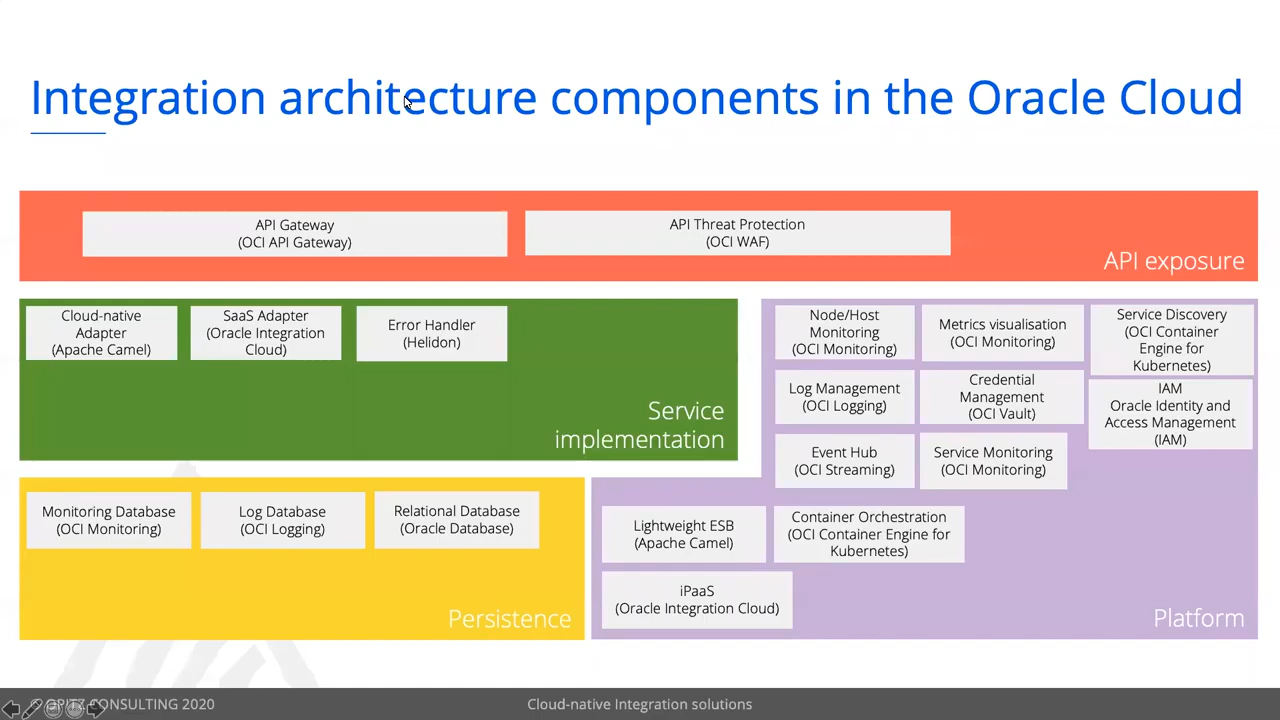 Integration architecture components in the Oracle Cloud
API Gateway
(OCI API Gateway)
API Threat Protection
(OCI WAF)
API exposure
Cloud-native
Adapter
(Apache Camel)
SaaS Adapter
(Oracle Integration
Cloud)
Error Handler
(Helidon)
Service
implementation
Node/Host
Monitoring
(OCI Monitoring)
Metrics visualisation
(OCI Monitoring)
Service Discovery
(OCI Container
Engine for
Kubernetes)
Log Management
(OCI Logging)
Credential
Management
(OCI Vault)
IAM
Oracle Identity and
Access Management
(IAM)
Event Hub
(OCI Streaming)
Service Monitoring
(OCI Monitoring)
Monitoring Database
(OCI Monitoring)
Log Database
(OCI Logging)
Relational Database
(Oracle Database)
Persistence
Lightweight ESB
(Apache Camel)
Container Orchestration
(OCI Container Engine for
Kubernetes)
iPaaS
(Oracle Integration Cloud)
Platform
© OPITZ CONSULTING 2020
Cloud-native Integration solutions